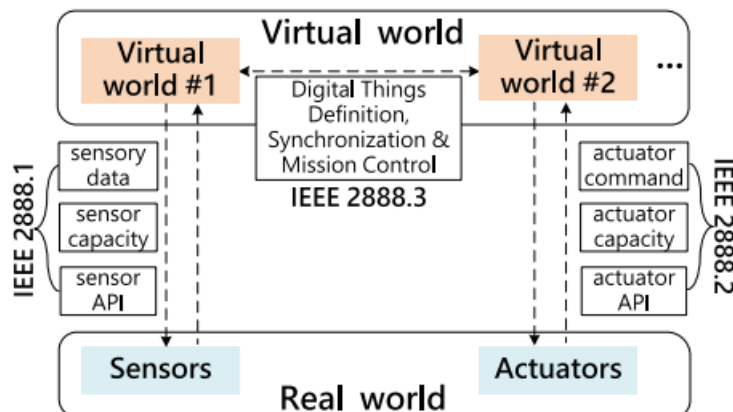 Virtual world
Virtual
world #1
Virtual
world #2
...
Digital Things
Definition,
Synchronization &
Mission Control
IEEE 2888.3
IEEE 2888.1
sensory
data
sensor
capacity
sensor
API
actuator
command
actuator
capacity
actuator
API
IEEE 2888.2
Sensors
Actuators
Real world